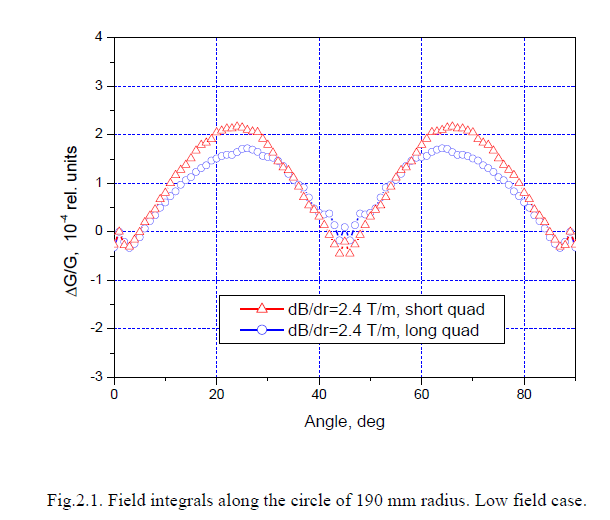 4
3
2
1
0
-1
-2
-3
ΔG/G, 10⁻⁴ rel. units
dB/dr=2.4 T/m, short quad
dB/dr=2.4 T/m, long quad
0 20 40 60 80
Angle, deg
Fig.2.1. Field integrals along the circle of 190 mm radius. Low field case.